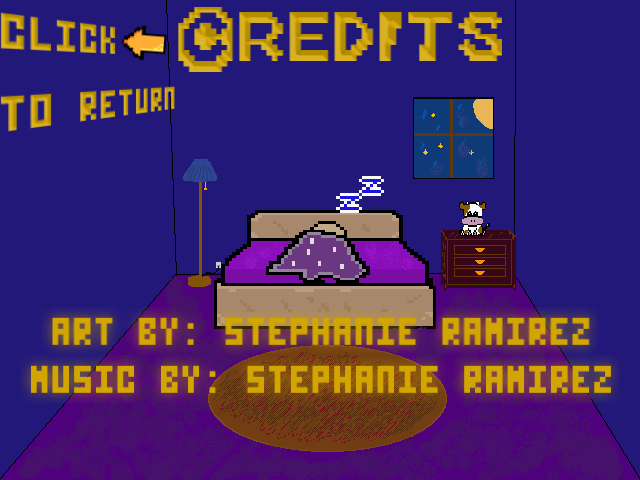 CREDITS
CLICK
TO RETURN
Z
Z
ART BY: STEPHANIE RAMIREZ
MUSIC BY: STEPHANIE RAMIREZ